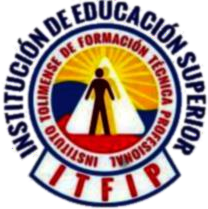 INSTITUCIÓN DE EDUCACIÓN SUPERIOR
INSTITUTO TOLIMENSE DE FORMACIÓN TÉCNICA PROFESIONAL
ITFIP